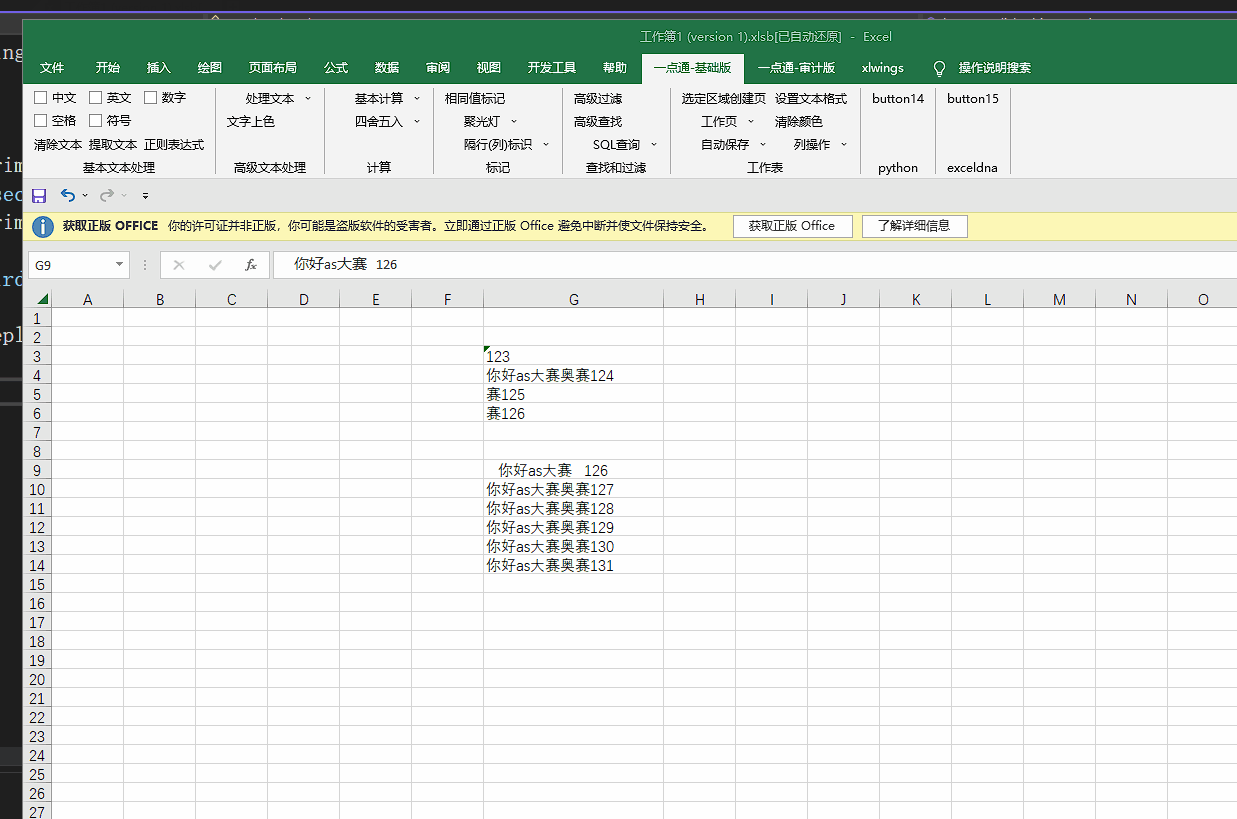 工作簿1 (version 1).xlsb[已自动还原] - Excel
文件 开始 插入 绘图 页面布局 公式 数据 审阅 视图 开发工具 帮助 一点通-基础版 一点通-审计版 xlwings 操作说明搜索
中文 英文 数字 处理文本 基本计算 相同值标记 高级过滤 选定区域创建页 设置文本格式 button14 button15
空格 符号 文字上色 四舍五入 聚光灯 高级查找 工作页 清除颜色
清除文本 提取文本 正则表达式 隔行(列)标识 SQL查询 自动保存 列操作
基本文本处理 高级文本处理 计算 标记 查找和过滤 工作表 python exceldna
获取正版 OFFICE 你的许可证并非正版，你可能是盗版软件的受害者。立即通过正版 Office 避免中断并使文件保持安全。 获取正版 Office 了解详细信息
G9 fx 你好as大赛 126
A B C D E F G H I J K L M N O
1
2
3 123
4 你好as大赛奥赛124
5 赛125
6 赛126
7
8
9 你好as大赛 126
10 你好as大赛奥赛127
11 你好as大赛奥赛128
12 你好as大赛奥赛129
13 你好as大赛奥赛130
14 你好as大赛奥赛131
15
16
17
18
19
20
21
22
23
24
25
26
27